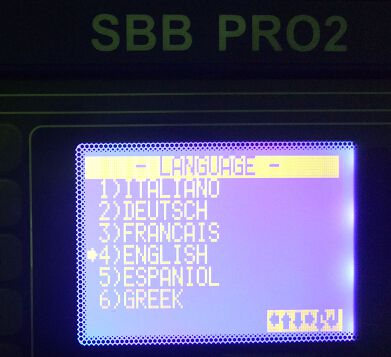 SBB PRO2
- LANGUAGE -
1)ITALIANO
2)DEUTSCH
3)FRANCAIS
4)ENGLISH
5)ESPANIOL
6)GREEK